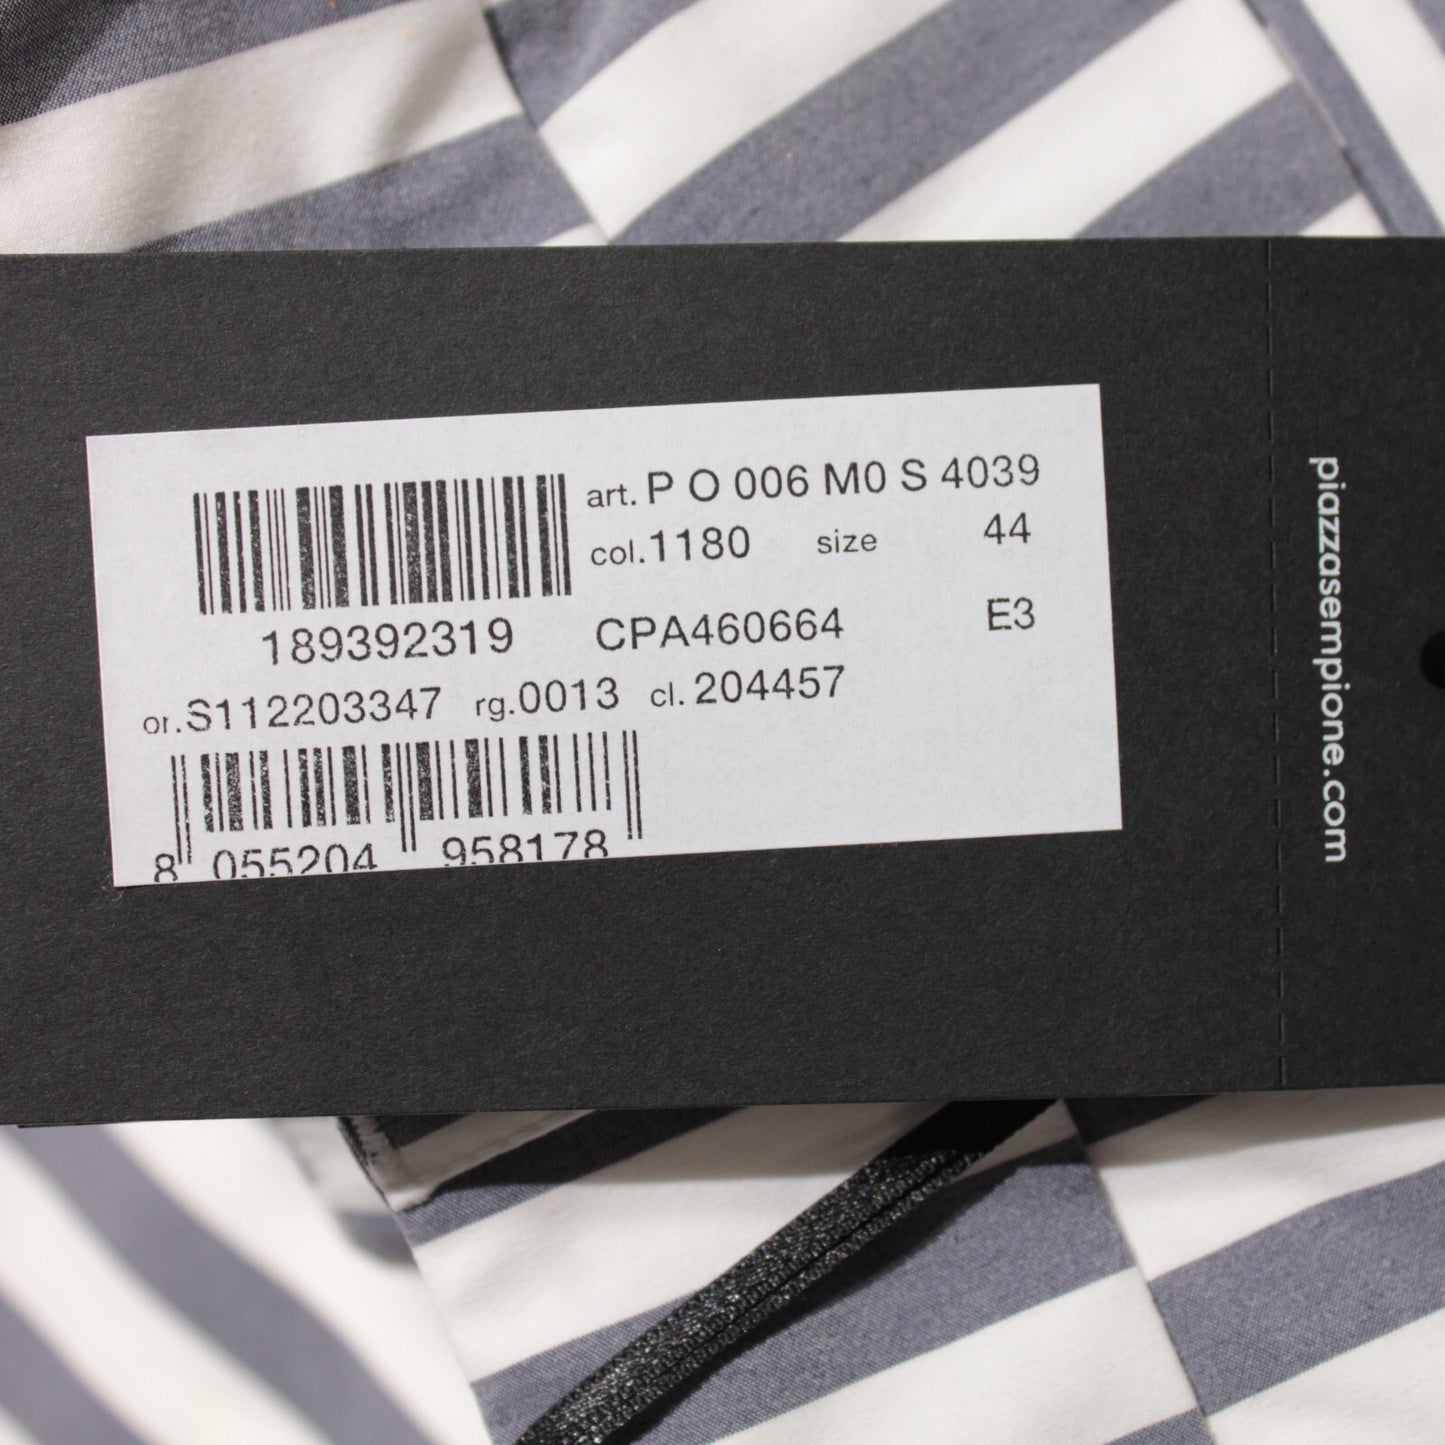 art. P O 006 M0 S 4039
col.1180 size 44
189392319 CPA460664 E3
or.S112203347 rg.0013 cl. 204457
8 055204 958178
piazzasempione.com